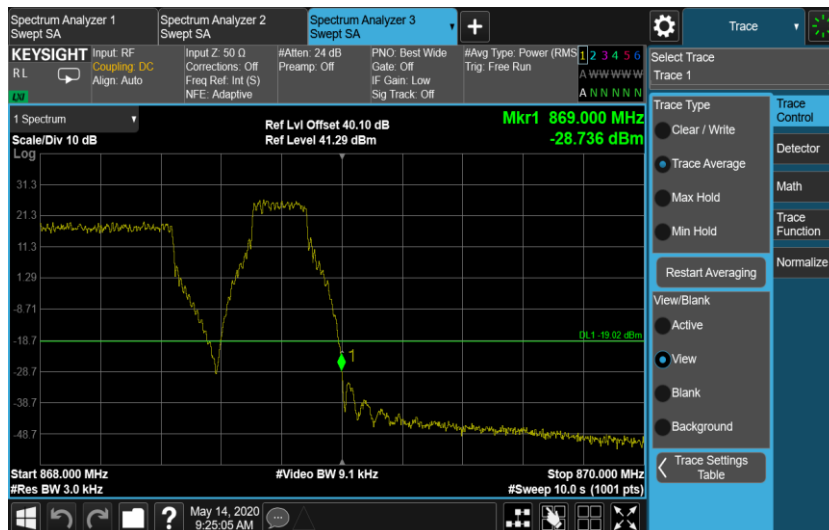 Spectrum Analyzer 1
Swept SA
Spectrum Analyzer 2
Swept SA
Spectrum Analyzer 3
Swept SA
Trace
KEYSIGHT
RL
Input: RF
Coupling: DC
Align: Auto
Input Z: 50 Ω
Corrections: Off
Freq Ref: Int (S)
NFE: Adaptive
#Atten: 24 dB
Preamp: Off
PNO: Best Wide
Gate: Off
IF Gain: Low
Sig Track: Off
#Avg Type: Power (RMS
Trig: Free Run
1 2 3 4 5 6
A W W W W W
A N N N N N
Select Trace
Trace 1
1 Spectrum
Scale/Div 10 dB
Ref Lvl Offset 40.10 dB
Ref Level 41.29 dBm
Mkr1 869.000 MHz
-28.736 dBm
Log
31.3
21.3
11.3
1.29
-8.71
-18.7
-28.7
-38.7
-48.7
DL1 -19.02 dBm
1
Start 868.000 MHz
#Res BW 3.0 kHz
#Video BW 9.1 kHz
Stop 870.000 MHz
#Sweep 10.0 s (1001 pts)
Trace Type
Clear / Write
Trace Average
Max Hold
Min Hold
Restart Averaging
View/Blank
Active
View
Blank
Background
Trace Settings
Table
Trace
Control
Detector
Math
Trace
Function
Normalize
?
May 14, 2020
9:25:05 AM